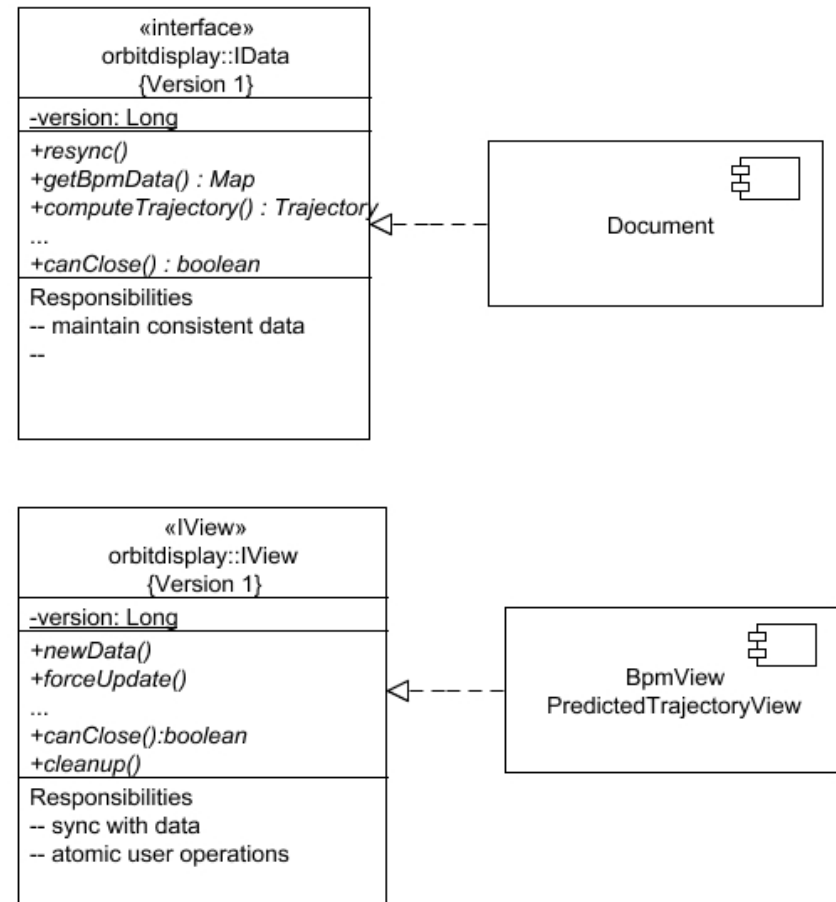 «interface»
orbitdisplay::IData
{Version 1}
-version: Long
+resync()
+getBpmData() : Map
+computeTrajectory() : Trajectory
...
+canClose() : boolean
Responsibilities
-- maintain consistent data
--
Document
«IView»
orbitdisplay::IView
{Version 1}
-version: Long
+newData()
+forceUpdate()
...
+canClose():boolean
+cleanup()
Responsibilities
-- sync with data
-- atomic user operations
BpmView
PredictedTrajectoryView